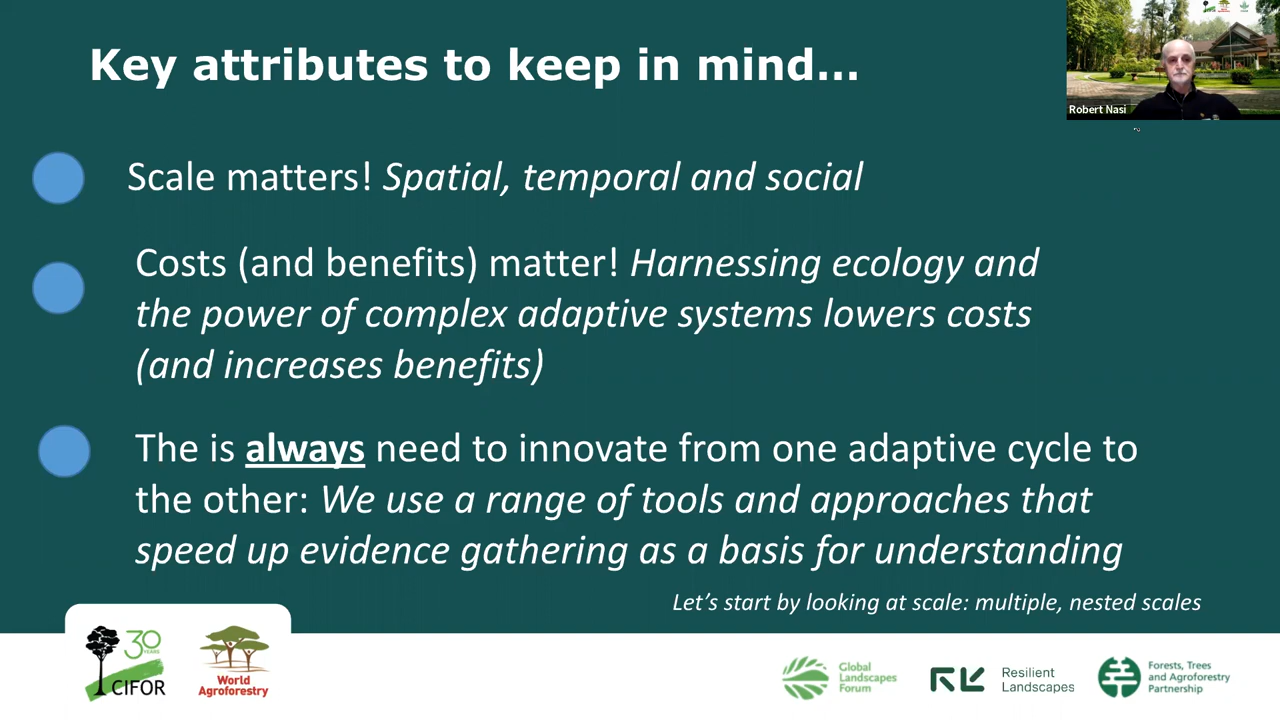 Key attributes to keep in mind...
Robert Nasi
Scale matters! Spatial, temporal and social
Costs (and benefits) matter! Harnessing ecology and
the power of complex adaptive systems lowers costs
(and increases benefits)
The is always need to innovate from one adaptive cycle to
the other: We use a range of tools and approaches that
speed up evidence gathering as a basis for understanding
Let's start by looking at scale: multiple, nested scales
30
YEARS
CIFOR
World
Agroforestry
Global
Landscapes
Forum
Resilient
Landscapes
Forests, Trees
and Agroforestry
Partnership